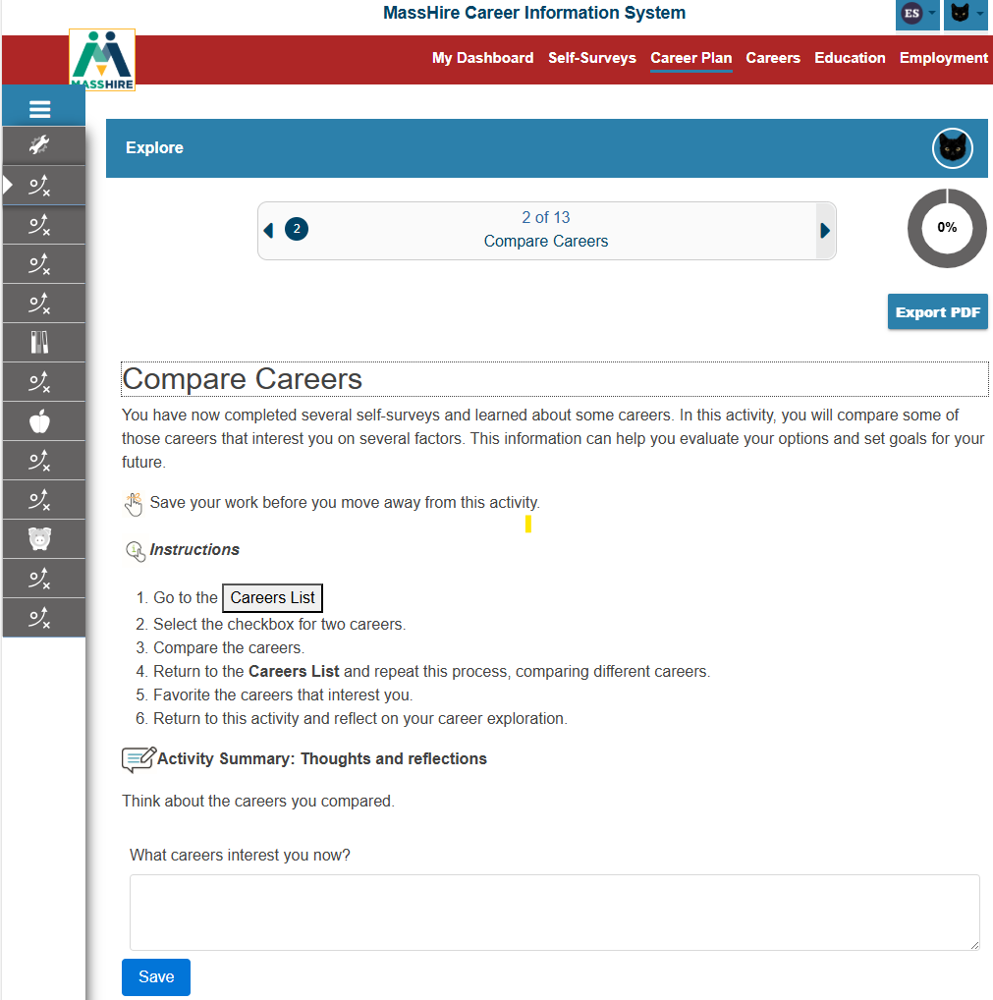 MassHire Career Information System
ES
MASSHIRE
My Dashboard Self-Surveys Career Plan Careers Education Employment
Explore
2 of 13
2
Compare Careers
0%
Export PDF
Compare Careers
You have now completed several self-surveys and learned about some careers. In this activity, you will compare some of
those careers that interest you on several factors. This information can help you evaluate your options and set goals for your
future.
Save your work before you move away from this activity.
Instructions
1. Go to the Careers List
2. Select the checkbox for two careers.
3. Compare the careers.
4. Return to the Careers List and repeat this process, comparing different careers.
5. Favorite the careers that interest you.
6. Return to this activity and reflect on your career exploration.
Activity Summary: Thoughts and reflections
Think about the careers you compared.
What careers interest you now?
Save